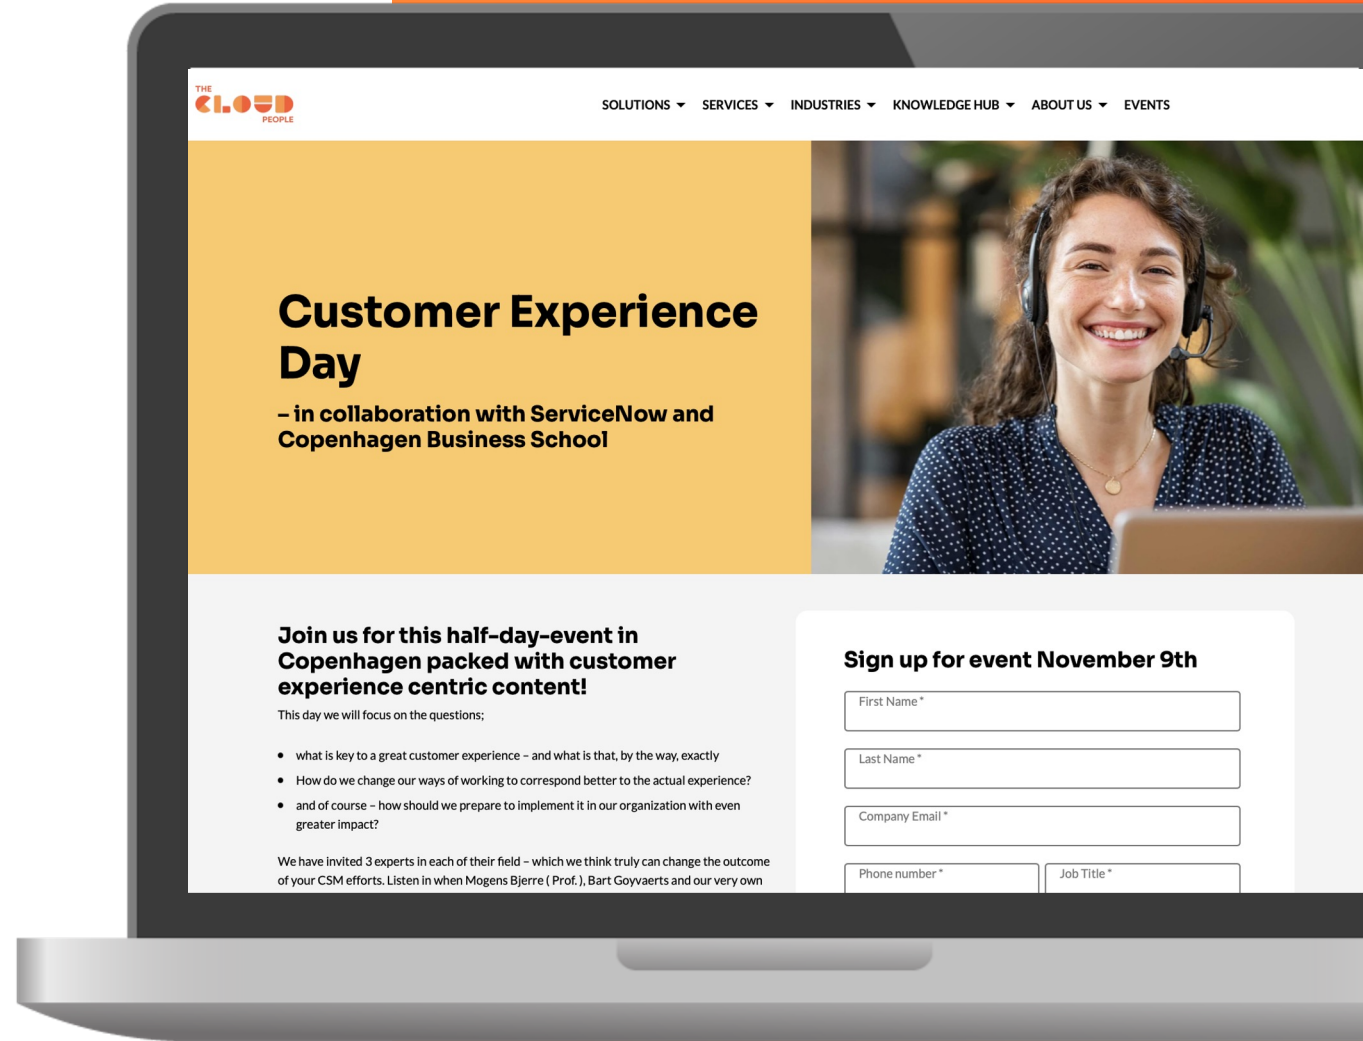 THE
CLOUD
PEOPLE
SOLUTIONS SERVICES INDUSTRIES KNOWLEDGE HUB ABOUT US EVENTS
Customer Experience
Day
– in collaboration with ServiceNow and
Copenhagen Business School
Join us for this half-day-event in
Copenhagen packed with customer
experience centric content!
This day we will focus on the questions;
• what is key to a great customer experience – and what is that, by the way, exactly
• How do we change our ways of working to correspond better to the actual experience?
• and of course – how should we prepare to implement it in our organization with even
greater impact?
We have invited 3 experts in each of their field – which we think truly can change the outcome
of your CSM efforts. Listen in when Mogens Bjerre ( Prof. ), Bart Goyvaerts and our very own
Sign up for event November 9th
First Name *
Last Name *
Company Email *
Phone number * Job Title *